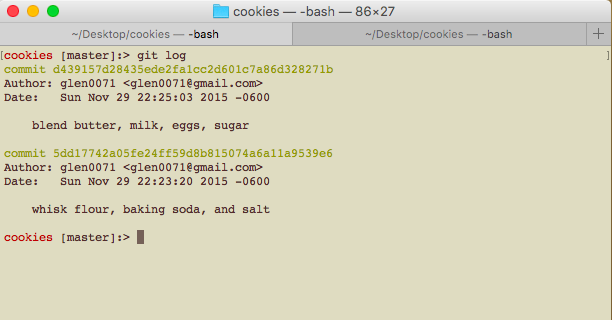 cookies — -bash — 86×27
~/Desktop/cookies — -bash
~/Desktop/cookies — -bash
+
[cookies [master]:> git log ]
commit d439157d28435ede2fa1cc2d601c7a86d328271b
Author: glen0071 <glen0071@gmail.com>
Date:   Sun Nov 29 22:25:03 2015 -0600
blend butter, milk, eggs, sugar
commit 5dd17742a05fe24ff59d8b815074a6a11a9539e6
Author: glen0071 <glen0071@gmail.com>
Date:   Sun Nov 29 22:23:20 2015 -0600
whisk flour, baking soda, and salt
cookies [master]:>